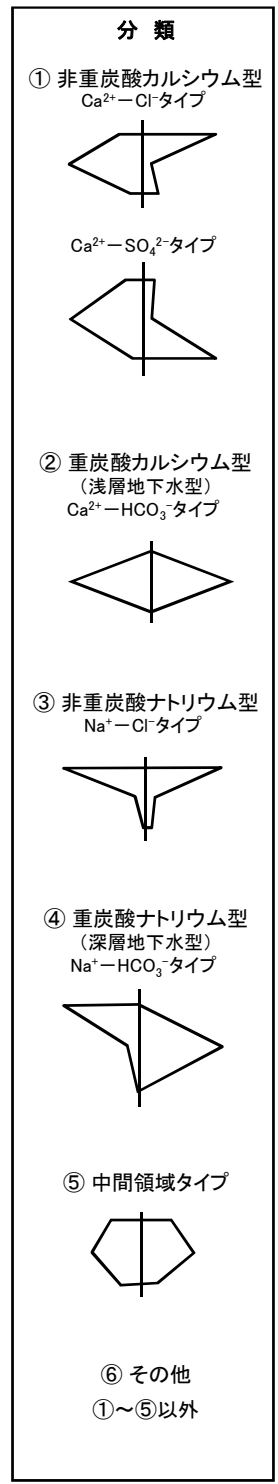 分 類
① 非重炭酸カルシウム型
Ca²⁺－Cl⁻タイプ
Ca²⁺－SO₄²⁻タイプ
② 重炭酸カルシウム型
（浅層地下水型）
Ca²⁺－HCO₃⁻タイプ
③ 非重炭酸ナトリウム型
Na⁺－Cl⁻タイプ
④ 重炭酸ナトリウム型
（深層地下水型）
Na⁺－HCO₃⁻タイプ
⑤ 中間領域タイプ
⑥ その他
①～⑤以外